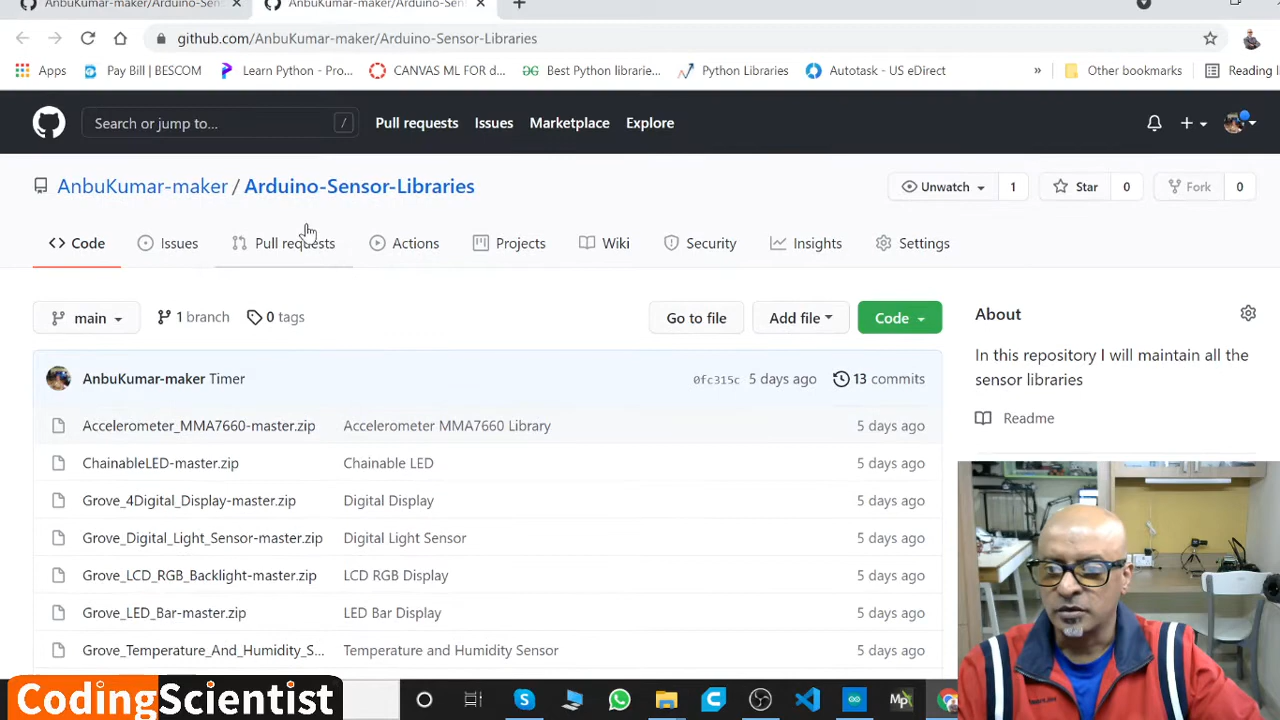 AnbuKumar-maker/Arduino-Sen
AnbuKumar-maker/Arduino-Sen
github.com/AnbuKumar-maker/Arduino-Sensor-Libraries
Apps Pay Bill | BESCOM Learn Python - Pro... CANVAS ML FOR d... Best Python librarie... Python Libraries Autotask - US eDirect » Other bookmarks Reading li
Search or jump to... / Pull requests Issues Marketplace Explore
AnbuKumar-maker / Arduino-Sensor-Libraries Unwatch 1 Star 0 Fork 0
Code Issues Pull requests Actions Projects Wiki Security Insights Settings
main 1 branch 0 tags Go to file Add file Code
About
In this repository I will maintain all the
sensor libraries
Readme
AnbuKumar-maker Timer 0fc315c 5 days ago 13 commits
Accelerometer_MMA7660-master.zip Accelerometer MMA7660 Library 5 days ago
ChainableLED-master.zip Chainable LED 5 days ago
Grove_4Digital_Display-master.zip Digital Display 5 days ago
Grove_Digital_Light_Sensor-master.zip Digital Light Sensor 5 days ago
Grove_LCD_RGB_Backlight-master.zip LCD RGB Display 5 days ago
Grove_LED_Bar-master.zip LED Bar Display 5 days ago
Grove_Temperature_And_Humidity_S... Temperature and Humidity Sensor 5 days ago
CodingScientist